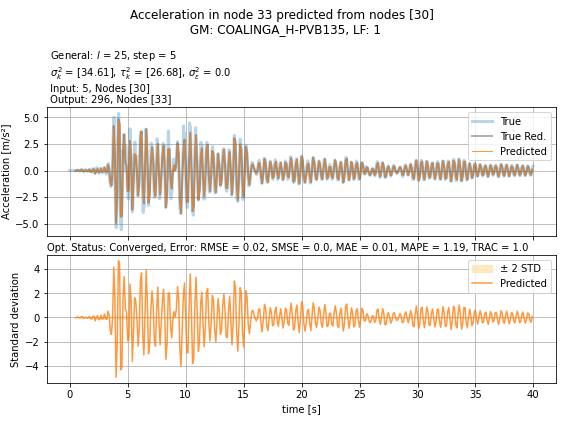 Acceleration in node 33 predicted from nodes [30]
GM: COALINGA_H-PVB135, LF: 1
General: l = 25, step = 5
σ²ₖ = [34.61], τ²ₖ = [26.68], σ²ε = 0.0
Input: 5, Nodes [30]
Output: 296, Nodes [33]
Acceleration [m/s²]
5.0
2.5
0.0
−2.5
−5.0
True
True Red.
Predicted
Opt. Status: Converged, Error: RMSE = 0.02, SMSE = 0.0, MAE = 0.01, MAPE = 1.19, TRAC = 1.0
Standard deviation
4
2
0
−2
−4
± 2 STD
Predicted
0 5 10 15 20 25 30 35 40
time [s]